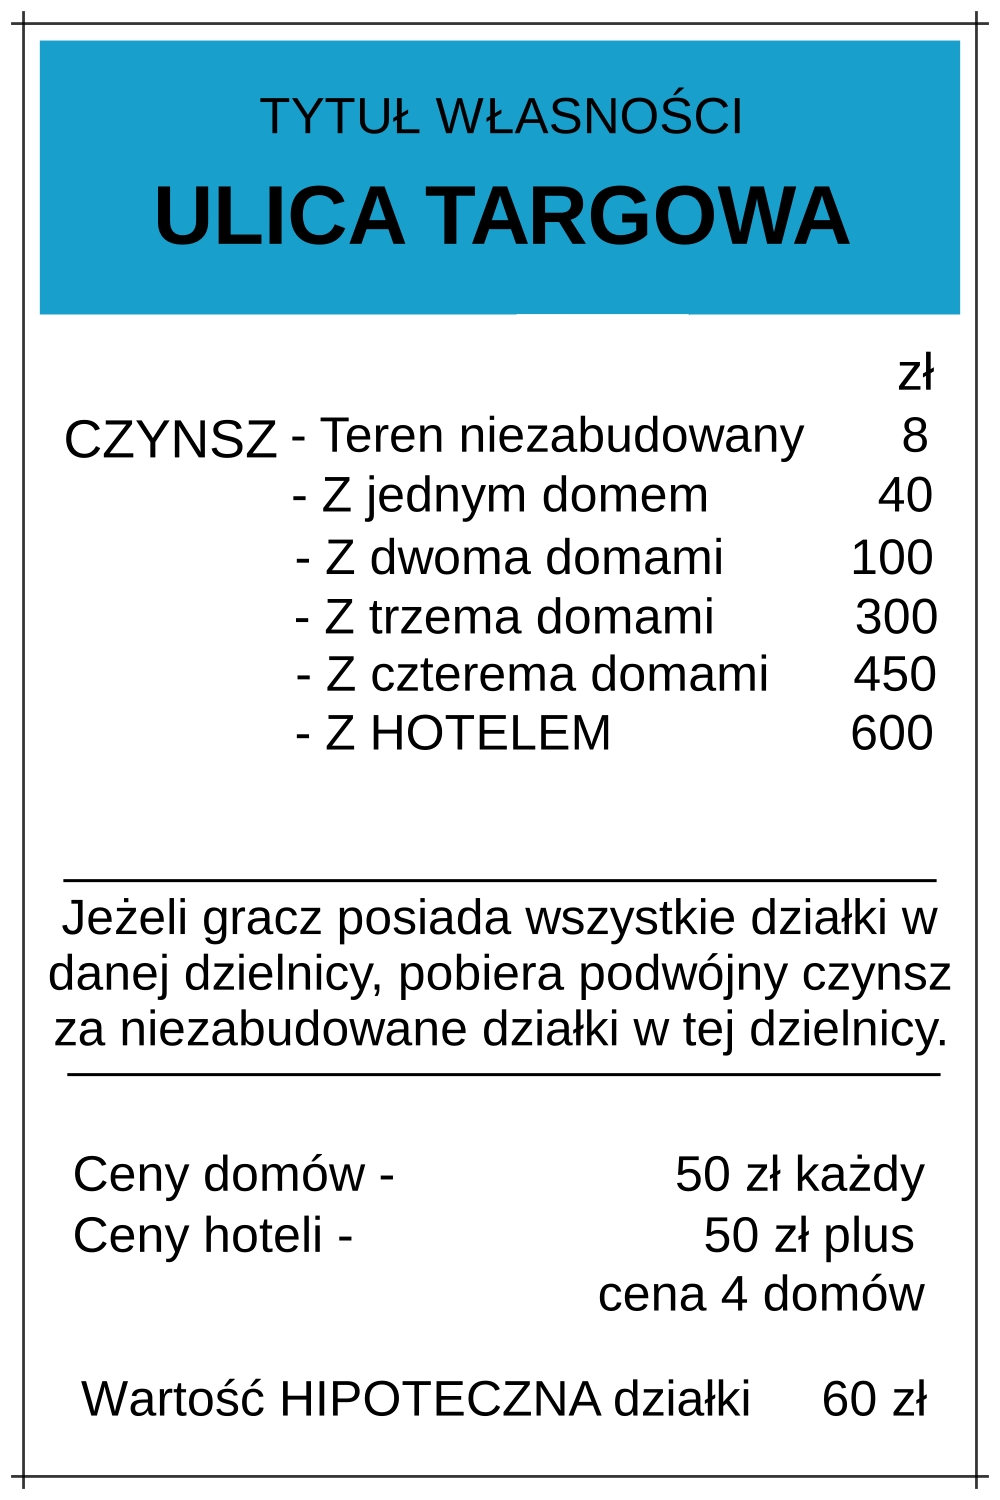 TYTUŁ WŁASNOŚCI
ULICA TARGOWA
zł
CZYNSZ - Teren niezabudowany 8
- Z jednym domem 40
- Z dwoma domami 100
- Z trzema domami 300
- Z czterema domami 450
- Z HOTELEM 600
Jeżeli gracz posiada wszystkie działki w
danej dzielnicy, pobiera podwójny czynsz
za niezabudowane działki w tej dzielnicy.
Ceny domów - 50 zł każdy
Ceny hoteli - 50 zł plus
cena 4 domów
Wartość HIPOTECZNA działki 60 zł